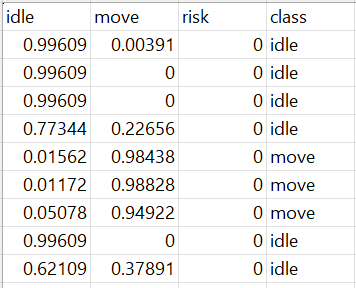 idle move risk class
0.99609 0.00391 0 idle
0.99609 0 0 idle
0.99609 0 0 idle
0.77344 0.22656 0 idle
0.01562 0.98438 0 move
0.01172 0.98828 0 move
0.05078 0.94922 0 move
0.99609 0 0 idle
0.62109 0.37891 0 idle